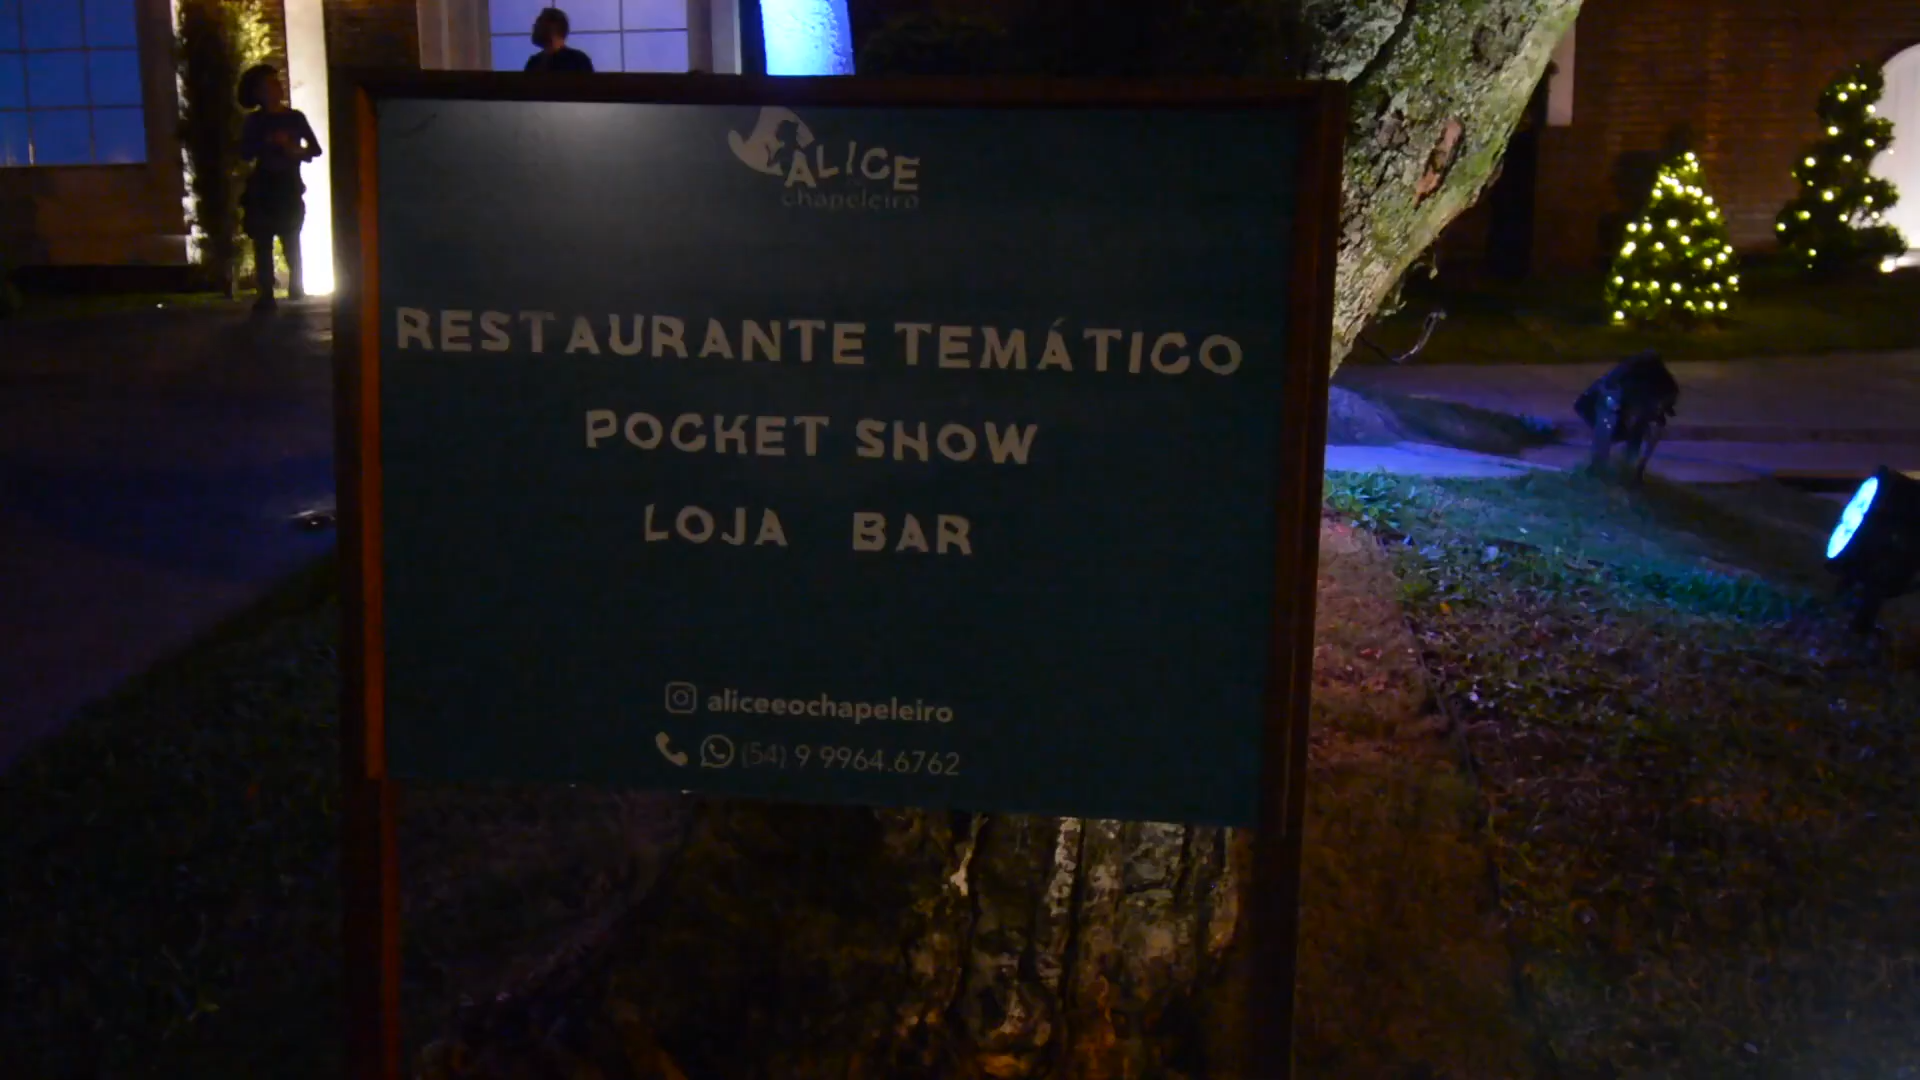 ALICE
chapeleiro
RESTAURANTE TEMÁTICO
POCKET SHOW
LOJA BAR
aliceeochapeleiro
(54) 9 9964.6762